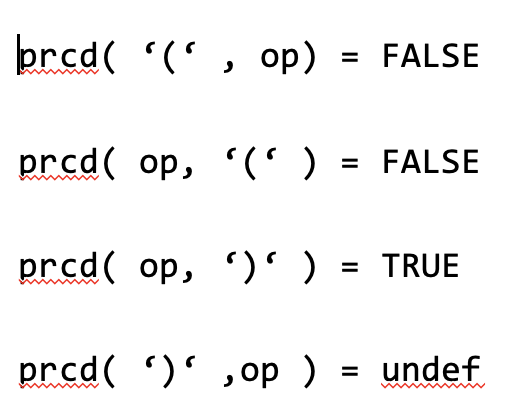 prcd( ‘(‘ , op) = FALSE
prcd( op, ‘(‘ ) = FALSE
prcd( op, ‘)‘ ) = TRUE
prcd( ‘)‘ ,op ) = undef